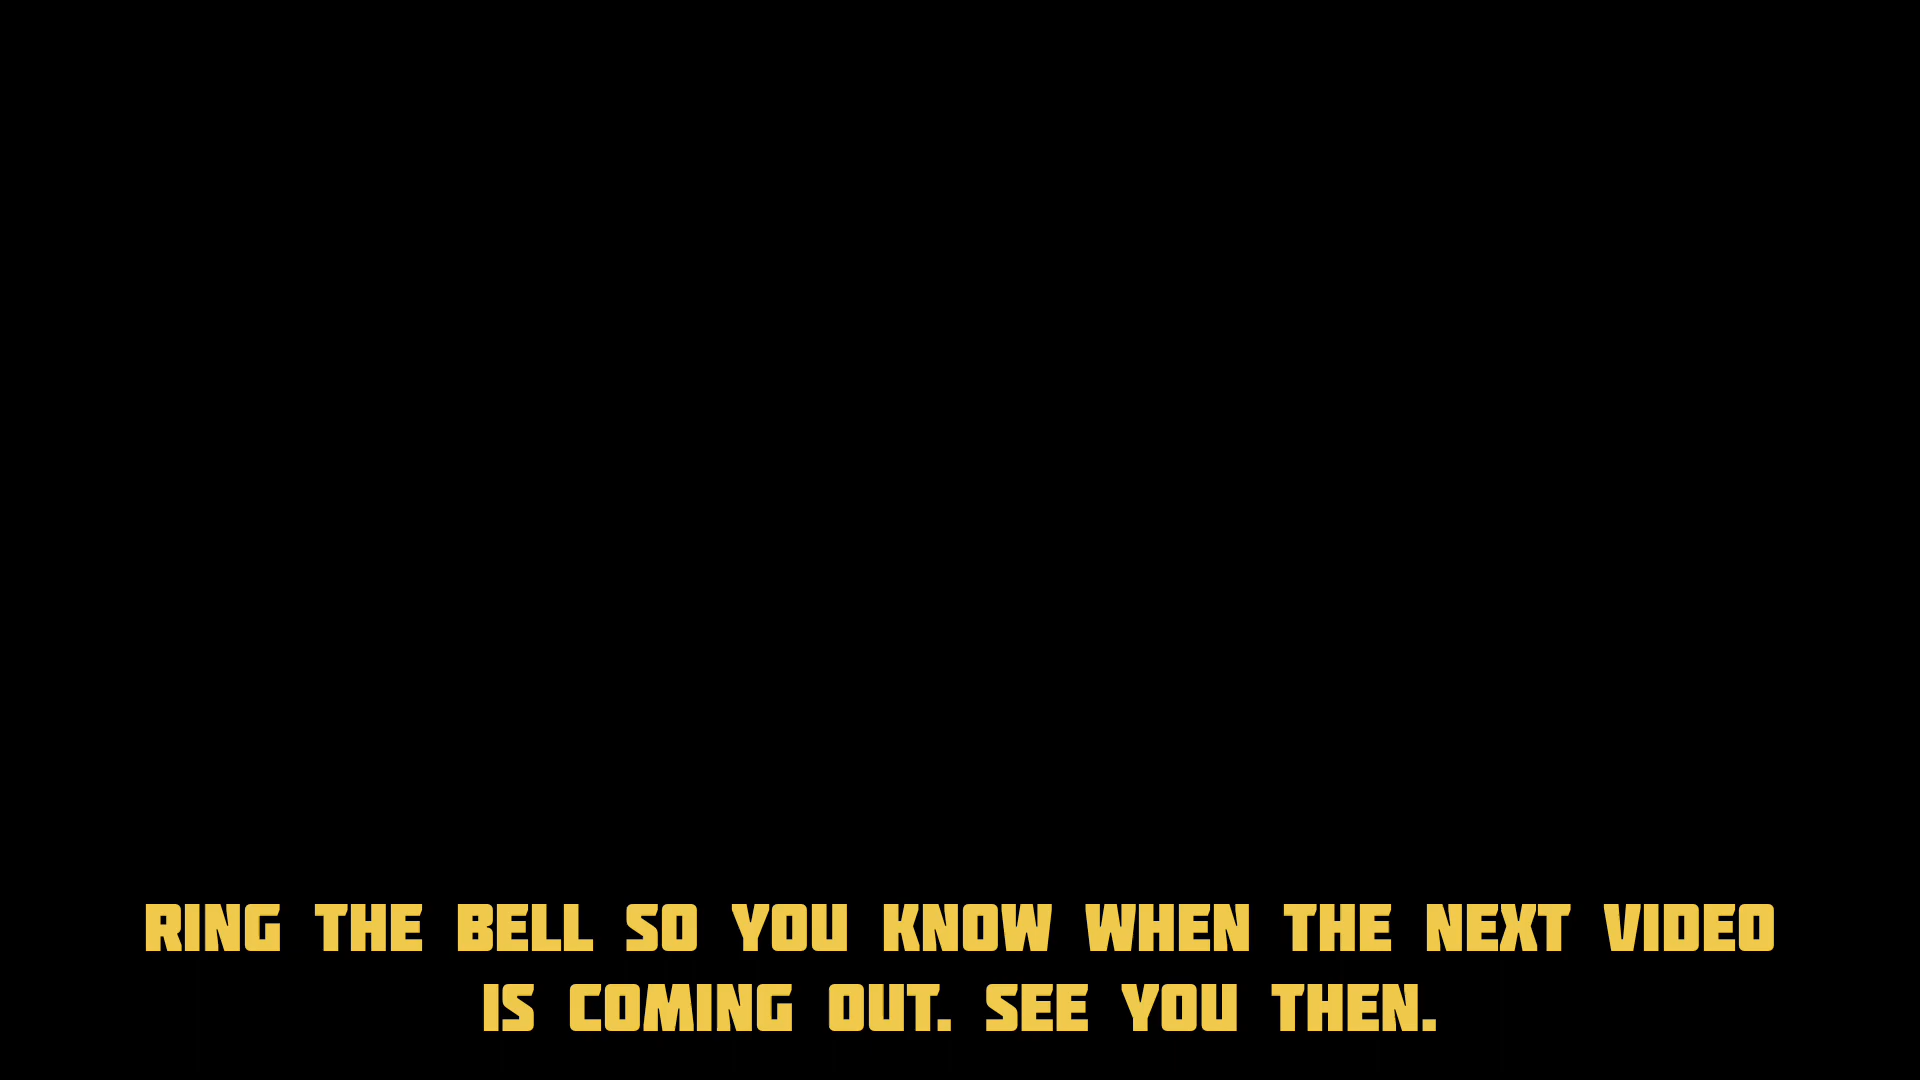 RING THE BELL SO YOU KNOW WHEN THE NEXT VIDEO
IS COMING OUT. SEE YOU THEN.